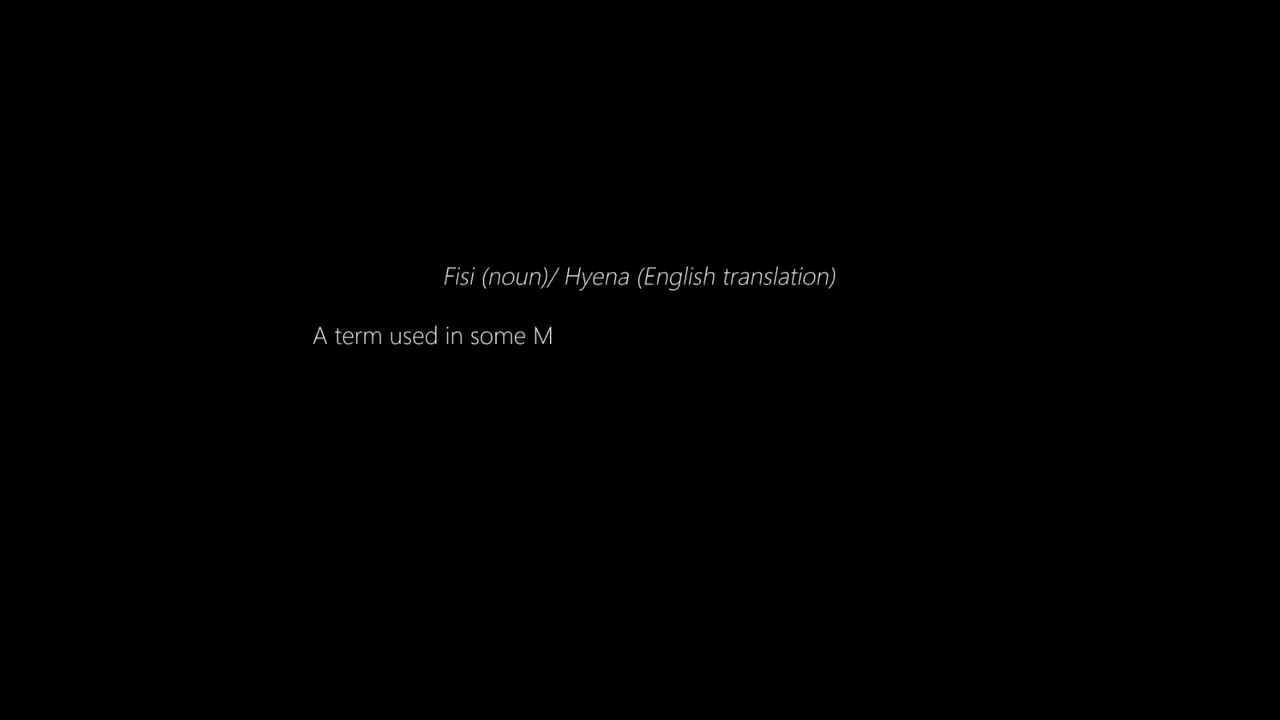 Fisi (noun)/ Hyena (English translation)
A term used in some M